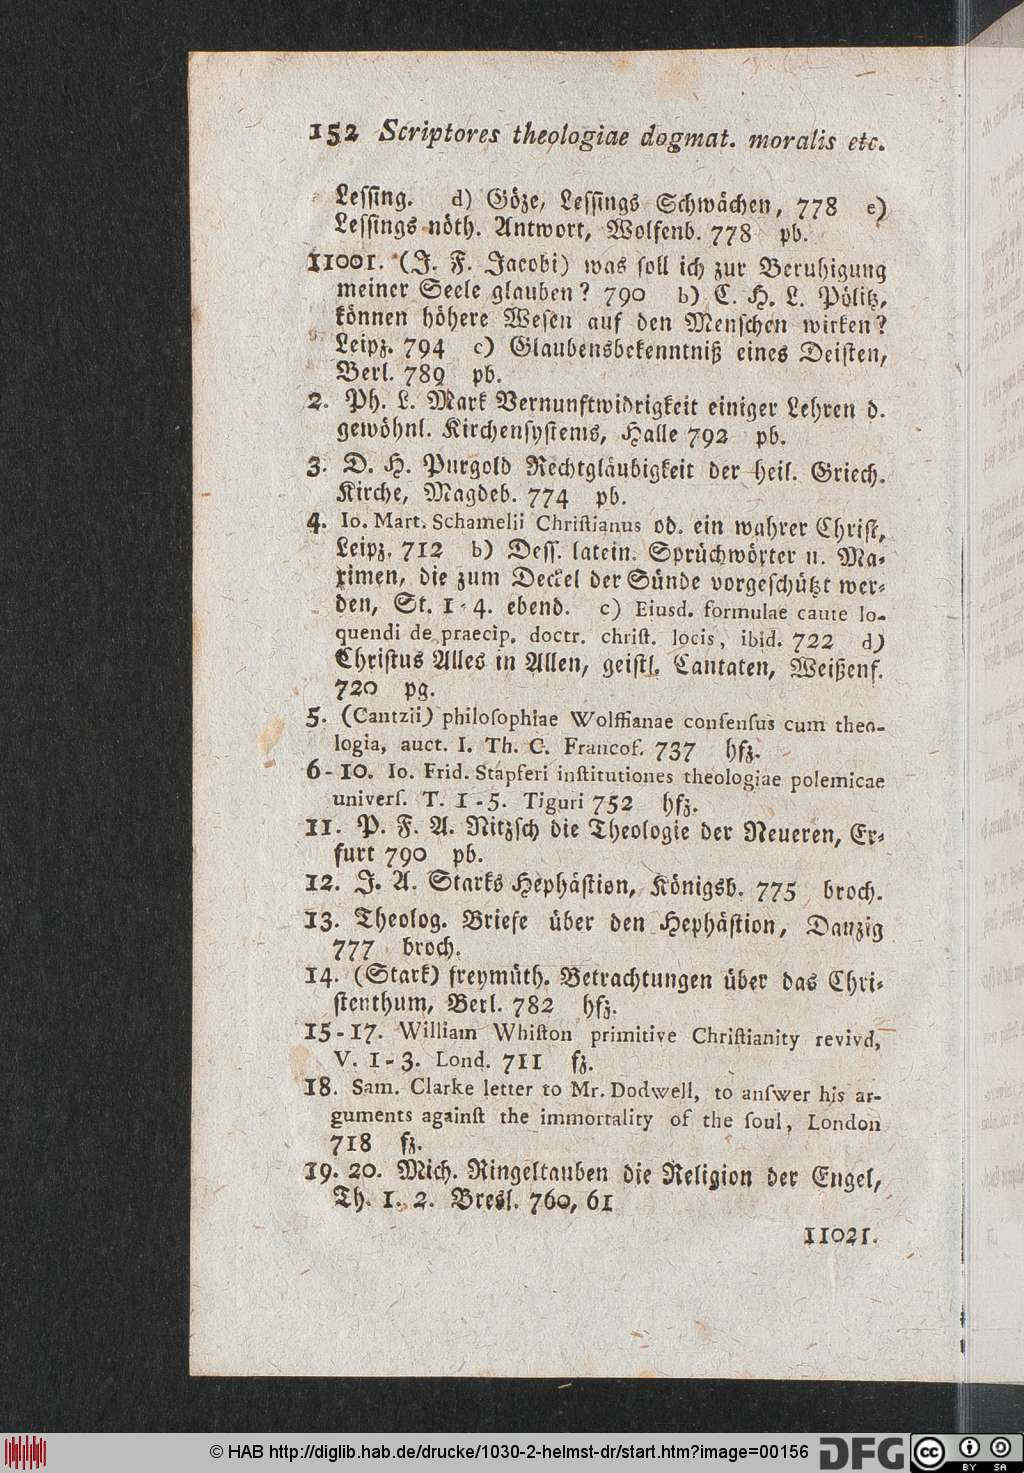 152 Scriptores theologiae dogmat. moralis etc.
Lessing. d) Göze, Lessings Schwächen, 778 e)
Lessings nöth. Antwort, Wolfenb. 778 pb.
11001. (J. F. Jacobi) was soll ich zur Beruhigung
meiner Seele glauben? 790 b) C. H. L. Pölitz,
können höhere Wesen auf den Menschen wirken?
Leipz. 794 c) Glaubensbekenntniß eines Deisten,
Berl. 789 pb.
2. Ph. L. Mark Vernunftwidrigkeit einiger Lehren d.
gewöhnl. Kirchensystems, Halle 792 pb.
3. D. H. Purgold Rechtgläubigkeit der heil. Griech.
Kirche, Magdeb. 774 pb.
4. Io. Mart. Schamelii Chriſtianus od. ein wahrer Christ,
Leipz. 712 b) Dess. latein. Sprüchwörter u. Ma-
ximen, die zum Deckel der Sünde vorgeschützt wer-
den, St. 1-4. ebend. c) Eiusd. formulae caute lo-
quendi de praecip. doctr. chriſt. locis, ibid. 722 d)
Christus Alles in Allen, geistl. Cantaten, Weißenf.
720 pg.
5. (Cantzii) philoſophiae Wolffianae conſenſus cum theo-
logia, auct. I. Th. C. Francof. 737 hfz.
6-10. Io. Frid. Stapferi inſtitutiones theologiae polemicae
univerſ. T. 1-5. Tiguri 752 hfz.
11. P. F. A. Nitzsch die Theologie der Neueren, Er-
furt 790 pb.
12. J. A. Starks Hephästion, Königsb. 775 broch.
13. Theolog. Briefe über den Hephästion, Danzig
777 broch.
14. (Stark) freymüth. Betrachtungen über das Chri-
stenthum, Berl. 782 hfz.
15-17. William Whiſton primitive Chriſtianity revivd,
V. 1-3. Lond. 711 fz.
18. Sam. Clarke letter to Mr. Dodwell, to anſwer his ar-
guments againſt the immortality of the ſoul, London
718 fz.
19. 20. Mich. Ringeltauben die Religion der Engel,
Th. 1. 2. Bresl. 760, 61
11021.
© HAB http://diglib.hab.de/drucke/1030-2-helmst-dr/start.htm?image=00156
DFG
cc
BY SA